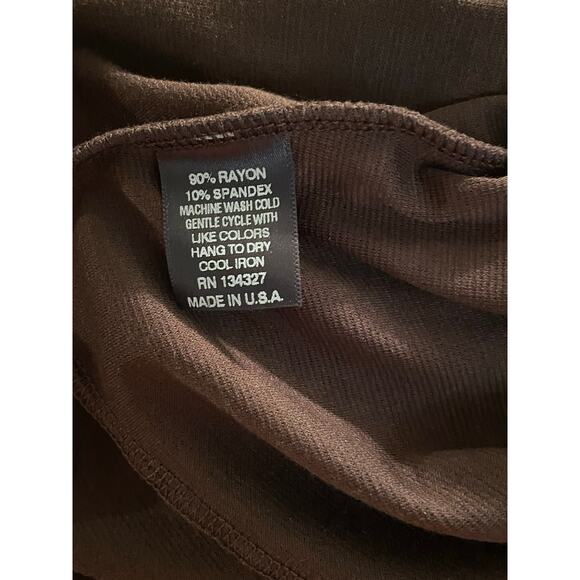 90% RAYON
10% SPANDEX
MACHINE WASH COLD
GENTLE CYCLE WITH
LIKE COLORS
HANG TO DRY
COOL IRON
RN 134327
MADE IN U.S.A.